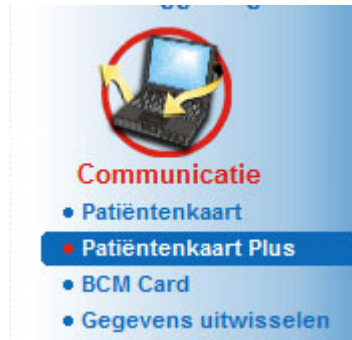 Communicatie
Patiëntenkaart
Patiëntenkaart Plus
BCM Card
Gegevens uitwisselen